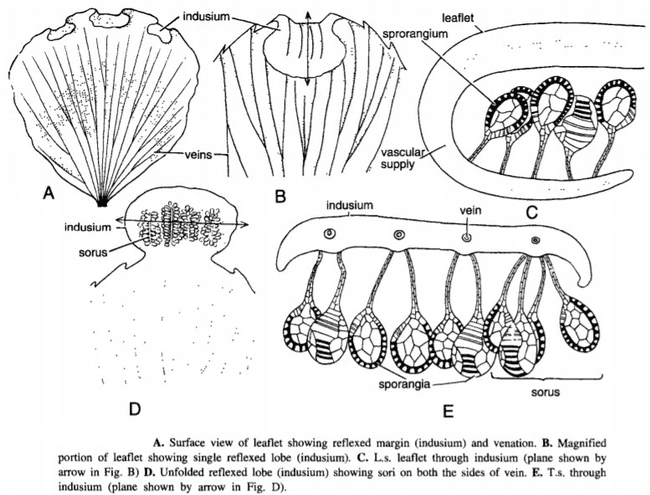 indusium
veins
A
B
leaflet
sporangium
vascular supply
C
indusium
sorus
D
indusium
vein
sporangia
sorus
E
A. Surface view of leaflet showing reflexed margin (indusium) and venation. B. Magnified
portion of leaflet showing single reflexed lobe (indusium). C. L.s. leaflet through indusium (plane shown by
arrow in Fig. B) D. Unfolded reflexed lobe (indusium) showing sori on both the sides of vein. E. T.s. through
indusium (plane shown by arrow in Fig. D).